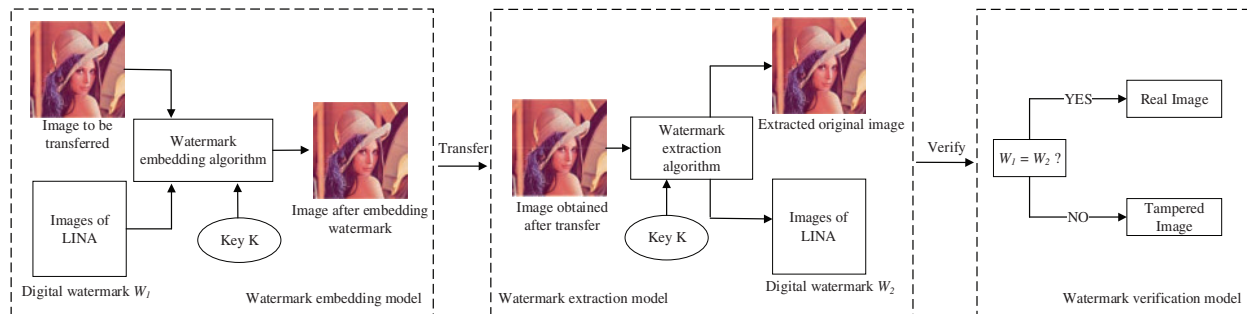 Image to be
transferred
Watermark
embedding algorithm
Images of
LINA
Key K
Digital watermark W1
Image after embedding
watermark
Watermark embedding model
Transfer
Image obtained
after transfer
Watermark
extraction
algorithm
Key K
Extracted original image
Images of
LINA
Digital watermark W2
Watermark extraction model
Verify
W1 = W2 ?
YES
Real Image
NO
Tampered
Image
Watermark verification model